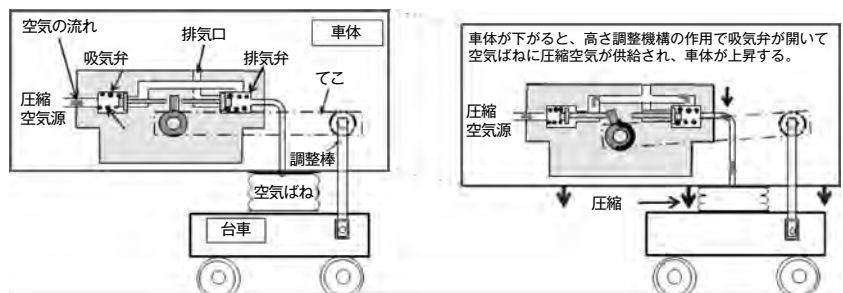 空気の流れ
排気口
車体
吸気弁
排気弁
てこ
圧縮
空気源
調整棒
空気ばね
台車
車体が下がると、高さ調整機構の作用で吸気弁が開いて
空気ばねに圧縮空気が供給され、車体が上昇する。
圧縮
空気源
圧縮